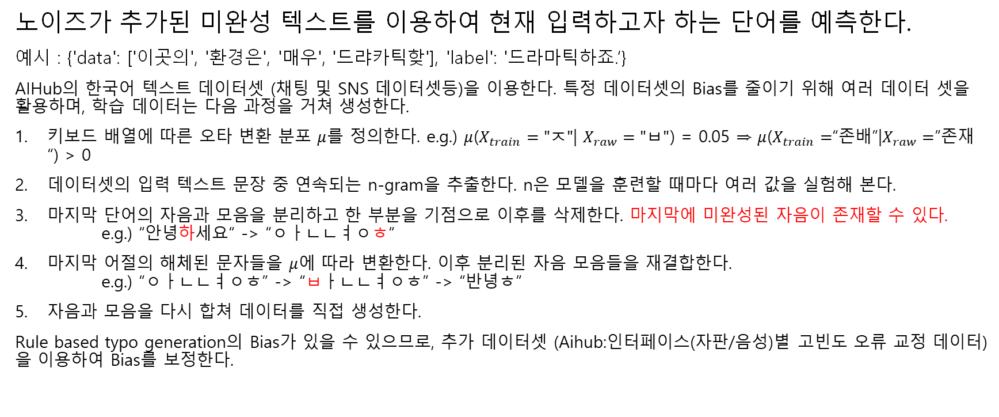 노이즈가 추가된 미완성 텍스트를 이용하여 현재 입력하고자 하는 단어를 예측한다.
예시 : {'data': ['이곳의', '환경은', '매우', '드랴카틱핮'], 'label': '드라마틱하죠.‘}
AIHub의 한국어 텍스트 데이터셋 (채팅 및 SNS 데이터셋등)을 이용한다. 특정 데이터셋의 Bias를 줄이기 위해 여러 데이터 셋을
활용하며, 학습 데이터는 다음 과정을 거쳐 생성한다.
1. 키보드 배열에 따른 오타 변환 분포 𝜇를 정의한다. e.g.) 𝜇(𝑋𝑡𝑟𝑎𝑖𝑛 = "ㅈ"| 𝑋𝑟𝑎𝑤 = "ㅂ") = 0.05 ⇒ 𝜇(𝑋𝑡𝑟𝑎𝑖𝑛 =“존배”|𝑋𝑟𝑎𝑤 =”존재
“) > 0
2. 데이터셋의 입력 텍스트 문장 중 연속되는 n-gram을 추출한다. n은 모델을 훈련할 때마다 여러 값을 실험해 본다.
3. 마지막 단어의 자음과 모음을 분리하고 한 부분을 기점으로 이후를 삭제한다. 마지막에 미완성된 자음이 존재할 수 있다.
e.g.) “안녕하세요“ -> “ㅇㅏㄴㄴㅕㅇㅎ“
4. 마지막 어절의 해체된 문자들을 𝜇에 따라 변환한다. 이후 분리된 자음 모음들을 재결합한다.
e.g.) “ㅇㅏㄴㄴㅕㅇㅎ” -> “ㅂㅏㄴㄴㅕㅇㅎ” -> “반녕ㅎ”
5. 자음과 모음을 다시 합쳐 데이터를 직접 생성한다.
Rule based typo generation의 Bias가 있을 수 있으므로, 추가 데이터셋 (Aihub:인터페이스(자판/음성)별 고빈도 오류 교정 데이터)
을 이용하여 Bias를 보정한다.